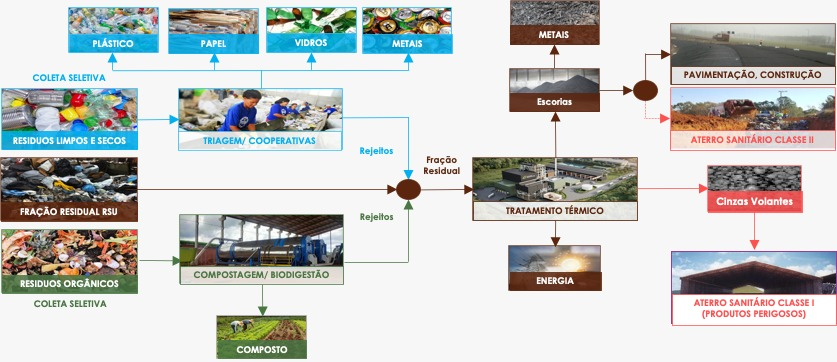 PLÁSTICO
PAPEL
VIDROS
METAIS
METAIS
COLETA SELETIVA
PAVIMENTAÇÃO, CONSTRUÇÃO
Escorias
RESIDUOS LIMPOS E SECOS
TRIAGEM/ COOPERATIVAS
ATERRO SANITÁRIO CLASSE II
Rejeitos
Fração
Residual
FRAÇÃO RESIDUAL RSU
TRATAMENTO TÉRMICO
Cinzas Volantes
Rejeitos
RESIDUOS ORGÂNICOS
COMPOSTAGEM/ BIODIGESTÃO
ENERGIA
COLETA SELETIVA
ATERRO SANITÁRIO CLASSE I
(PRODUTOS PERIGOSOS)
COMPOSTO